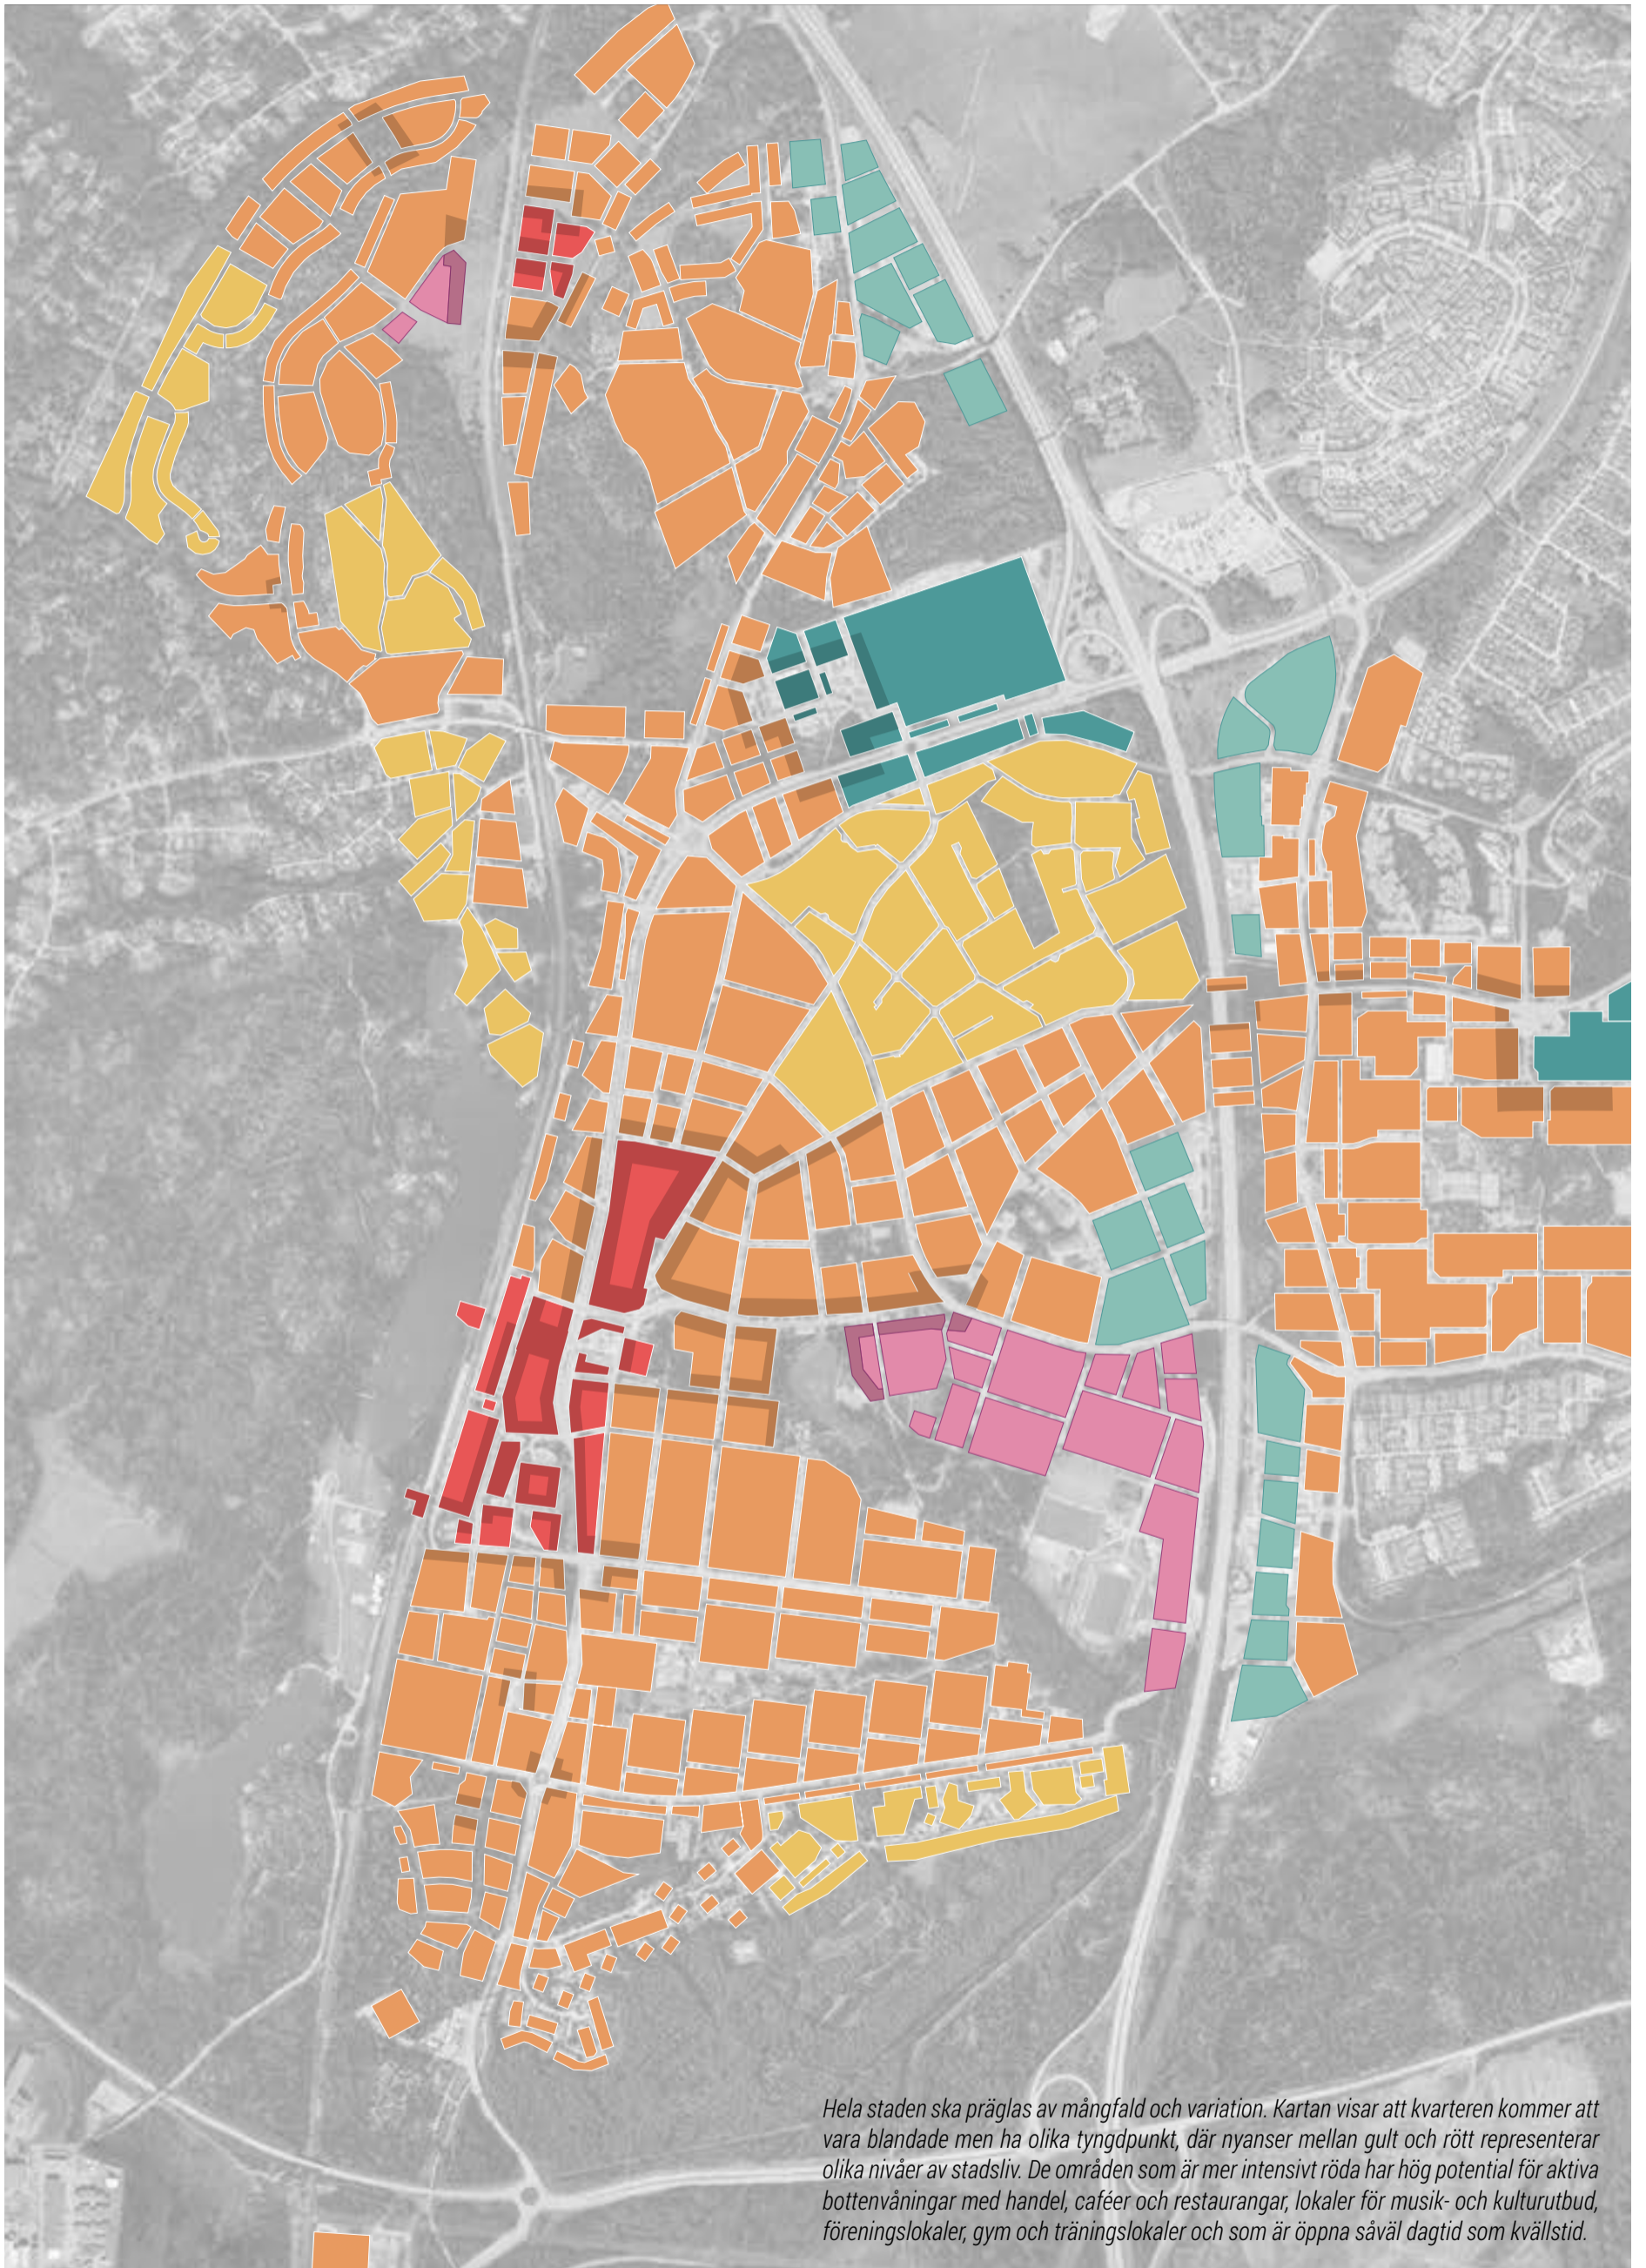 Hela staden ska präglas av mångfald och variation. Kartan visar att kvarteren kommer att
vara blandade men ha olika tyngdpunkt, där nyanser mellan gult och rött representerar
olika nivåer av stadsliv. De områden som är mer intensivt röda har hög potential för aktiva
bottenvåningar med handel, caféer och restauranger, lokaler för musik- och kulturutbud,
föreningslokaler, gym och träningslokaler och som är öppna såväl dagtid som kvällstid.